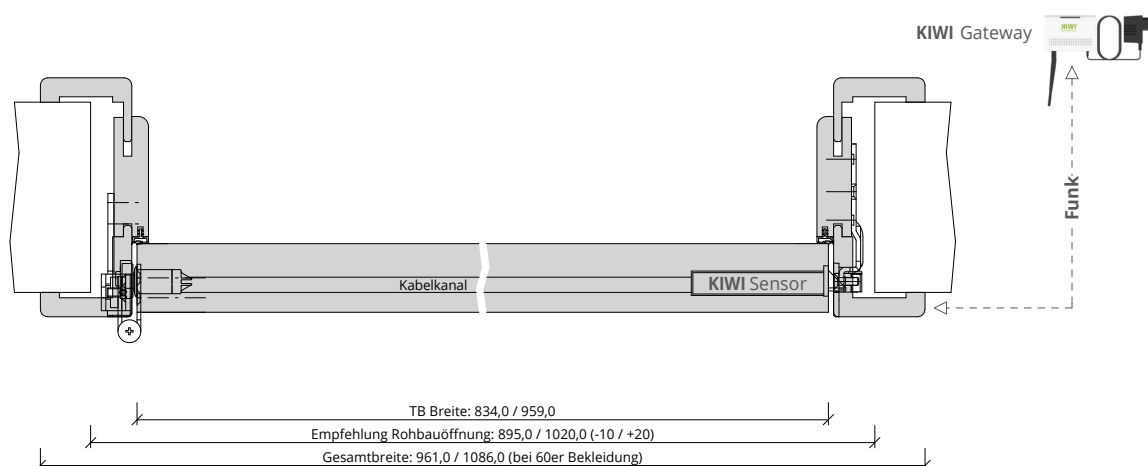 KIWI Gateway
KIWI
Funk
Kabelkanal
KIWI Sensor
TB Breite: 834,0 / 959,0
Empfehlung Rohbauöffnung: 895,0 / 1020,0 (-10 / +20)
Gesamtbreite: 961,0 / 1086,0 (bei 60er Bekleidung)